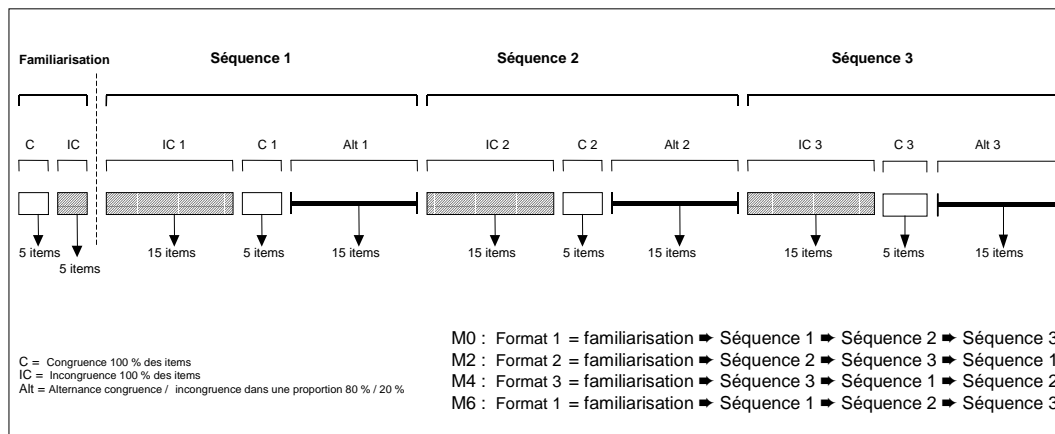 Familiarisation Séquence 1 Séquence 2 Séquence 3
C IC IC 1 C 1 Alt 1 IC 2 C 2 Alt 2 IC 3 C 3 Alt 3
5 items 5 items 15 items 5 items 15 items 15 items 5 items 15 items 15 items 5 items 15 items
C = Congruence 100 % des items
IC = Incongruence 100 % des items
Alt = Alternance congruence / incongruence dans une proportion 80 % / 20 %
M0 : Format 1 = familiarisation ➨ Séquence 1 ➨ Séquence 2 ➨ Séquence 3
M2 : Format 2 = familiarisation ➨ Séquence 2 ➨ Séquence 3 ➨ Séquence 1
M4 : Format 3 = familiarisation ➨ Séquence 3 ➨ Séquence 1 ➨ Séquence 2
M6 : Format 1 = familiarisation ➨ Séquence 1 ➨ Séquence 2 ➨ Séquence 3